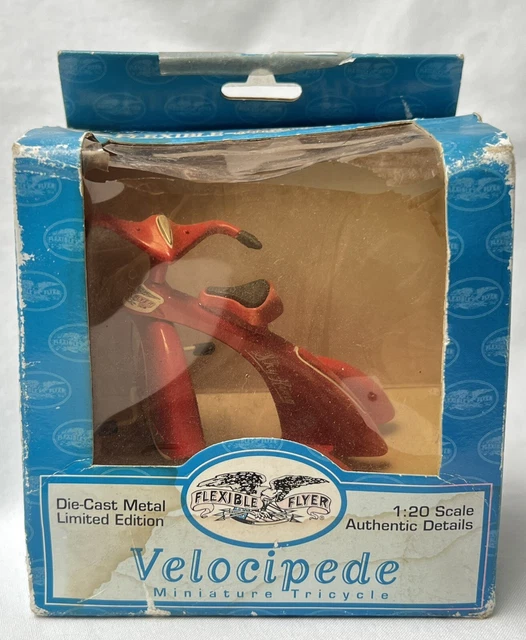 Die-Cast Metal
Limited Edition
FLEXIBLE FLYER
1:20 Scale
Authentic Details
Velocipede
Miniature Tricycle